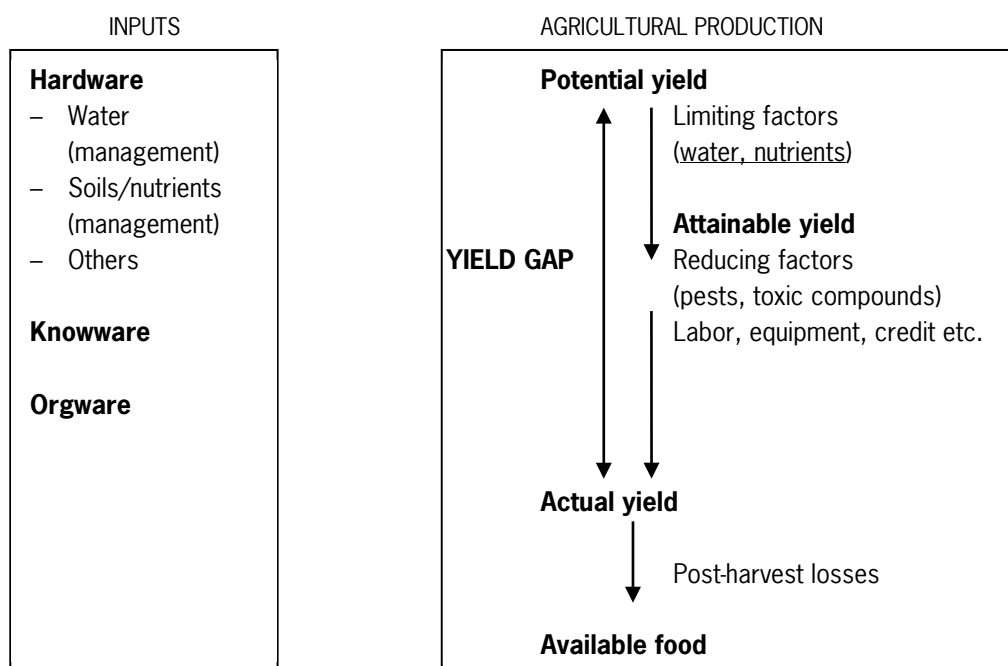 INPUTS
Hardware
– Water
(management)
– Soils/nutrients
(management)
– Others
Knowware
Orgware
AGRICULTURAL PRODUCTION
Potential yield
Limiting factors
(water, nutrients)
Attainable yield
YIELD GAP
Reducing factors
(pests, toxic compounds)
Labor, equipment, credit etc.
Actual yield
Post-harvest losses
Available food